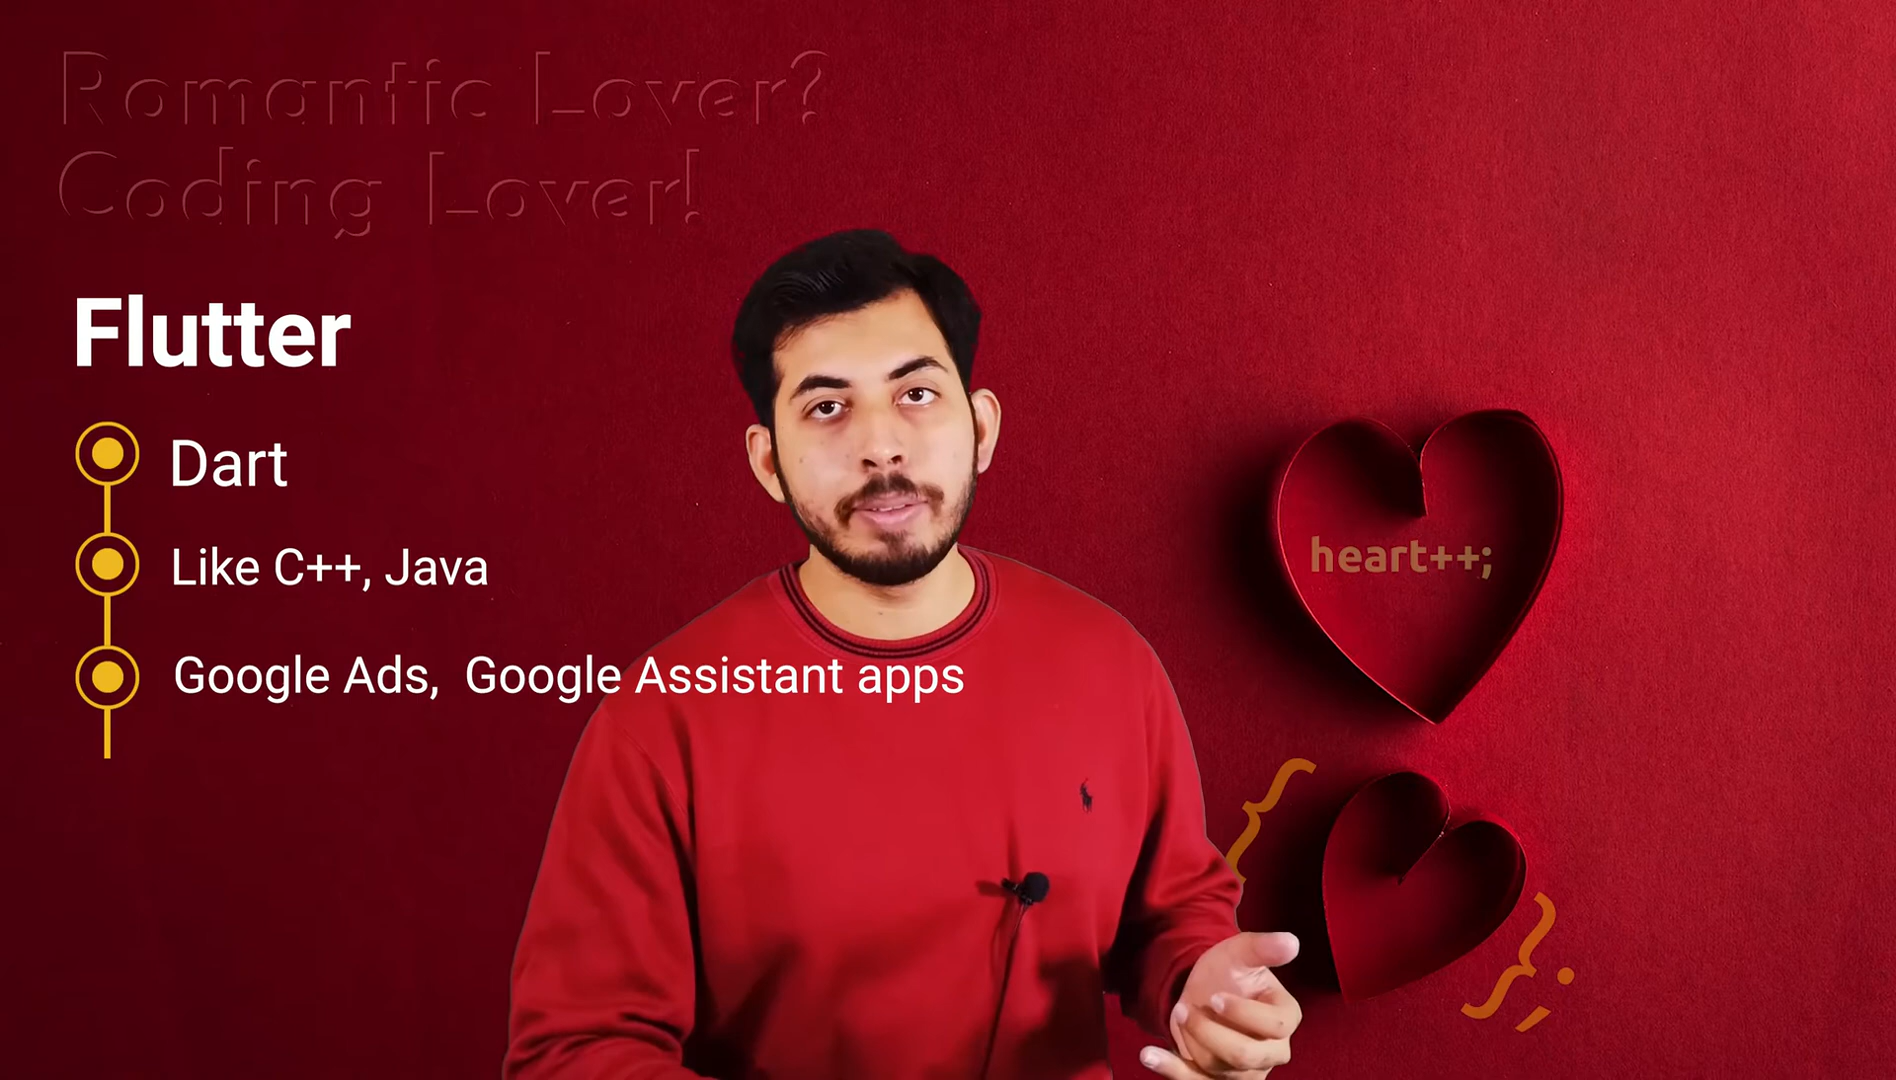 Romantic Lover?
Coding Lover!
Flutter
Dart
Like C++, Java
Google Ads, Google Assistant apps
heart++;
{
};